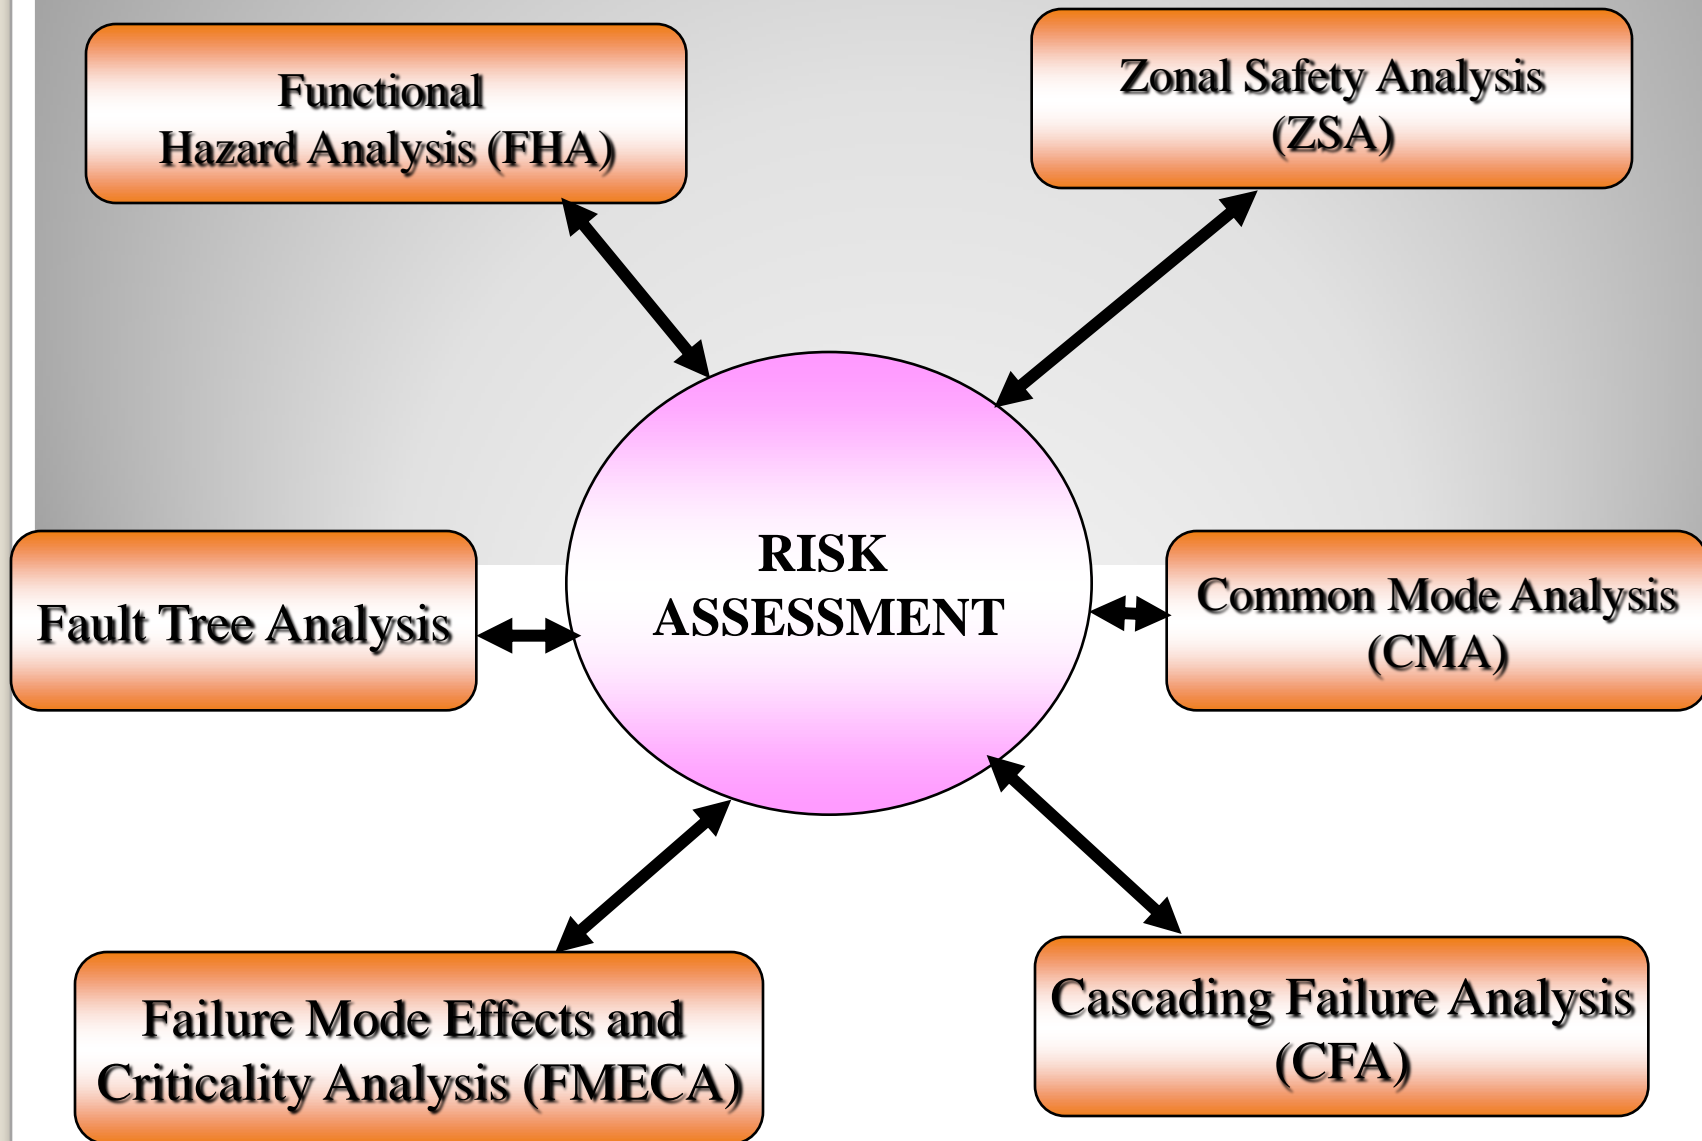 Functional
Hazard Analysis (FHA)
Zonal Safety Analysis
(ZSA)
RISK
ASSESSMENT
Fault Tree Analysis
Common Mode Analysis
(CMA)
Failure Mode Effects and
Criticality Analysis (FMECA)
Cascading Failure Analysis
(CFA)